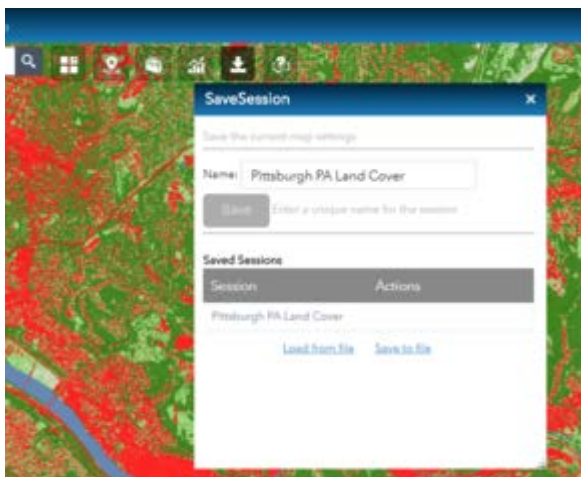 SaveSession
Save the current map settings
Name: Pittsburgh PA Land Cover
Save Enter a unique name for the session
Saved Sessions
Session Actions
Pittsburgh PA Land Cover
Load from file Save to file